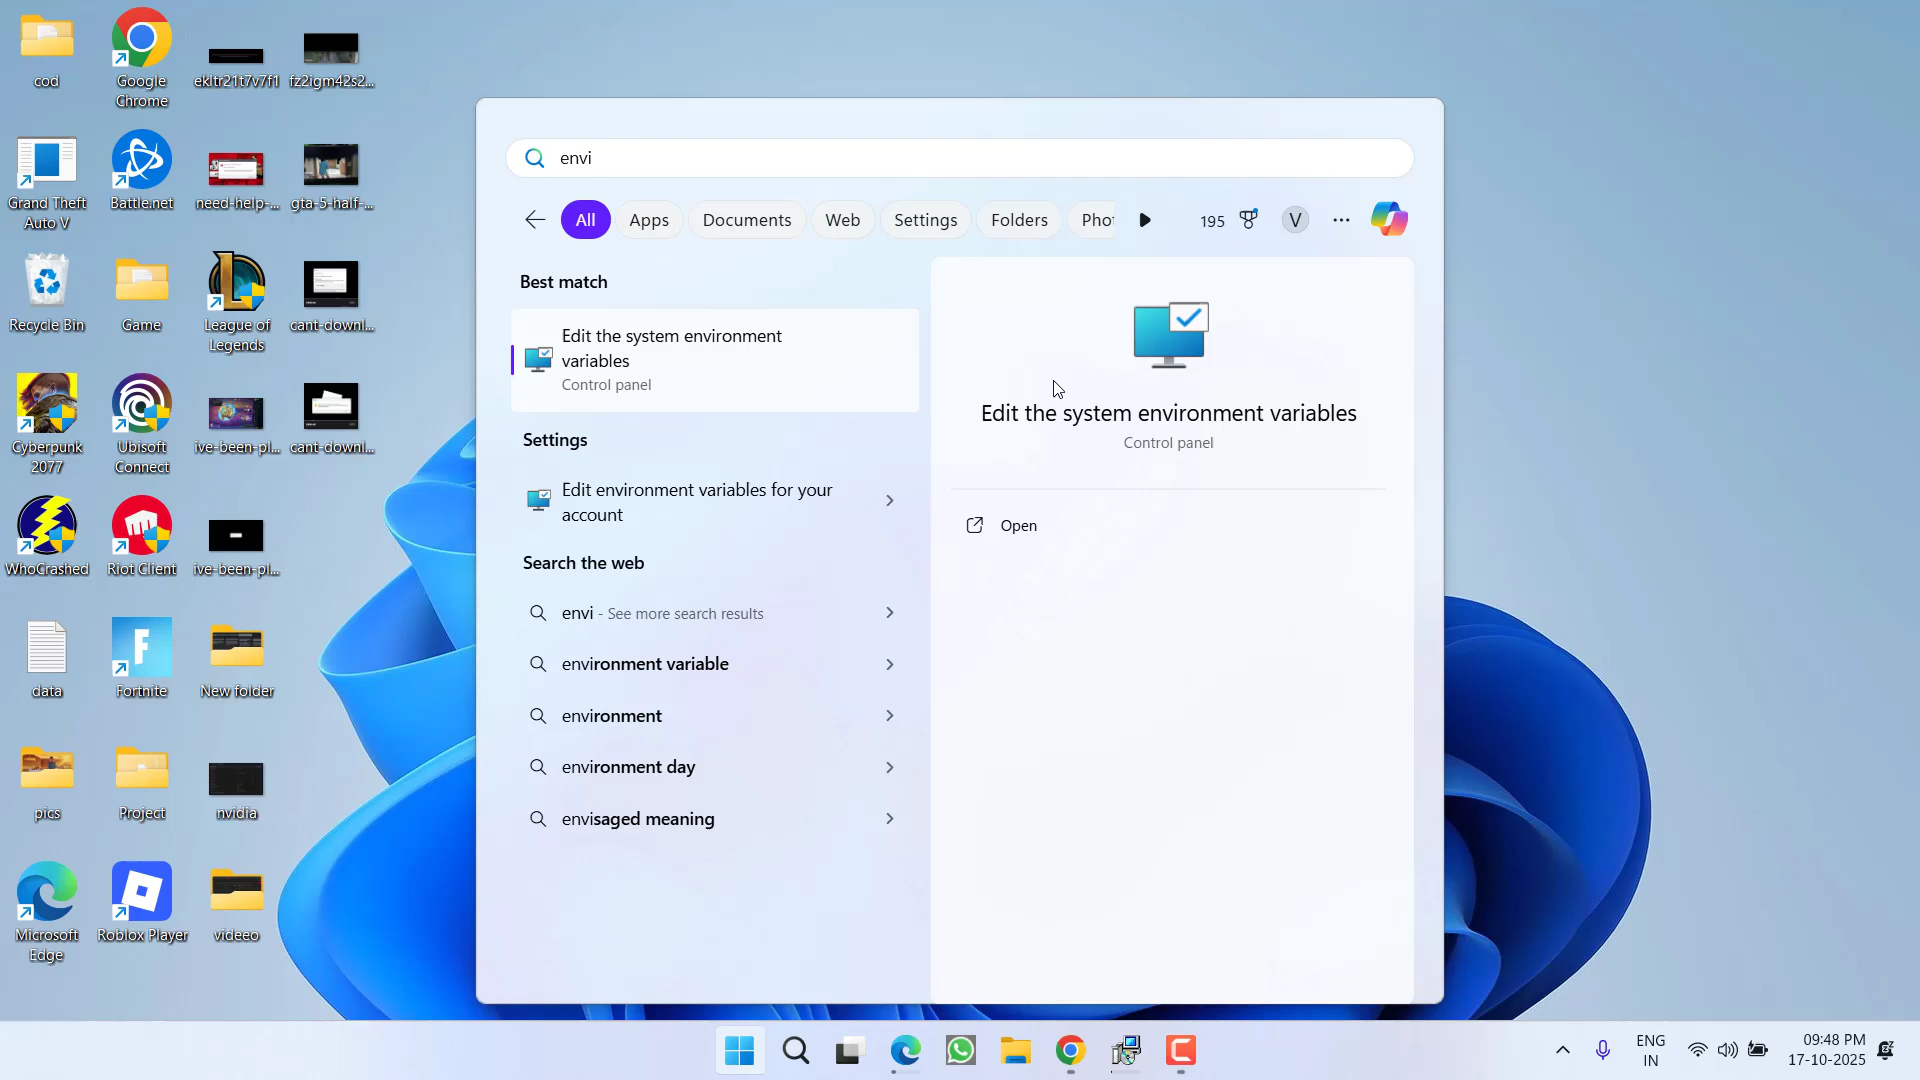 cod
Google
Chrome
ekltr21t7v7f1
fz2igm42s2...
Grand Theft
Auto V
Battle.net
need-help-...
gta-5-half-...
Recycle Bin
Game
League of
Legends
cant-downl...
Cyberpunk
2077
Ubisoft
Connect
ive-been-pl...
cant-downl...
WhoCrashed
Riot Client
ive-been-pl...
data
Fortnite
New folder
pics
Project
nvidia
Microsoft
Edge
Roblox Player
videeo
envi
All
Apps
Documents
Web
Settings
Folders
Phot
195
V
Best match
Edit the system environment
variables
Control panel
Settings
Edit environment variables for your
account
Search the web
envi - See more search results
environment variable
environment
environment day
envisaged meaning
Edit the system environment variables
Control panel
Open
ENG
IN
09:48 PM
17-10-2025